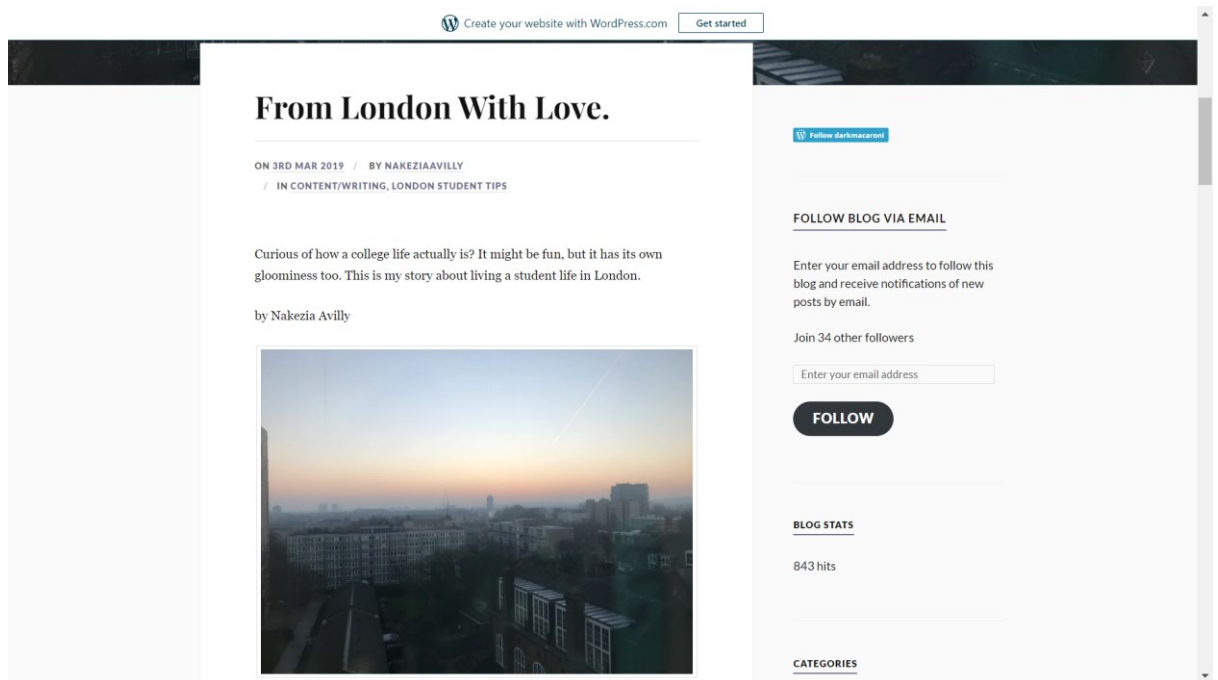 Create your website with WordPress.com
Get started
From London With Love.
ON 3RD MAR 2019 / BY NAKEZIAAVILLY
/ IN CONTENT/WRITING, LONDON STUDENT TIPS
Curious of how a college life actually is? It might be fun, but it has its own
gloominess too. This is my story about living a student life in London.
by Nakezia Avilly
Follow darkmacaroni
FOLLOW BLOG VIA EMAIL
Enter your email address to follow this
blog and receive notifications of new
posts by email.
Join 34 other followers
Enter your email address
FOLLOW
BLOG STATS
843 hits
CATEGORIES